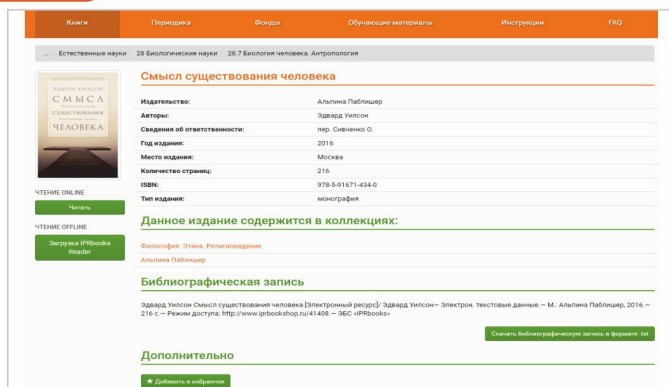 Книги Периодика Фонды Обучающие материалы Инструкции FAQ
... Естественные науки 28 Биологические науки 28.7 Биология человека. Антропология
ЭДВАРД УИЛСОН
СМЫСЛ
СУЩЕСТВОВАНИЯ
ЧЕЛОВЕКА
ЧТЕНИЕ ONLINE
Читать
ЧТЕНИЕ OFFLINE
Загрузка IPRbooks
Reader
Смысл существования человека
Издательство: Альпина Паблишер
Авторы: Эдвард Уилсон
Сведения об ответственности: пер. Сивченко О.
Год издания: 2016
Место издания: Москва
Количество страниц: 216
ISBN: 978-5-91671-434-0
Тип издания: монография
Данное издание содержится в коллекциях:
Философия. Этика. Религиоведение
Альпина Паблишер
Библиографическая запись
Эдвард Уилсон Смысл существования человека [Электронный ресурс]/ Эдвард Уилсон— Электрон. текстовые данные.— М.: Альпина Паблишер, 2016.—
216 c.— Режим доступа: http://www.iprbookshop.ru/41408.— ЭБС «IPRbooks»
Скачать библиографическую запись в формате .txt
Дополнительно
★ Добавить в избранное